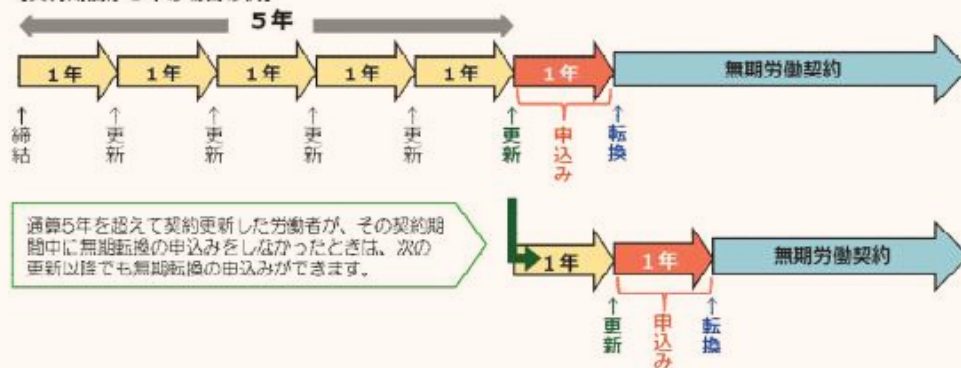 5年
1年 1年 1年 1年 1年 1年 無期労働契約
↑締結 ↑更新 ↑更新 ↑更新 ↑更新 ↑更新 申込み ↑転換
通算5年を超えて契約更新した労働者が、その契約期
間中に無期転換の申込みをしなかったときは、次の
更新以降でも無期転換の申込みができます。
1年 1年 無期労働契約
↑更新 申込み ↑転換